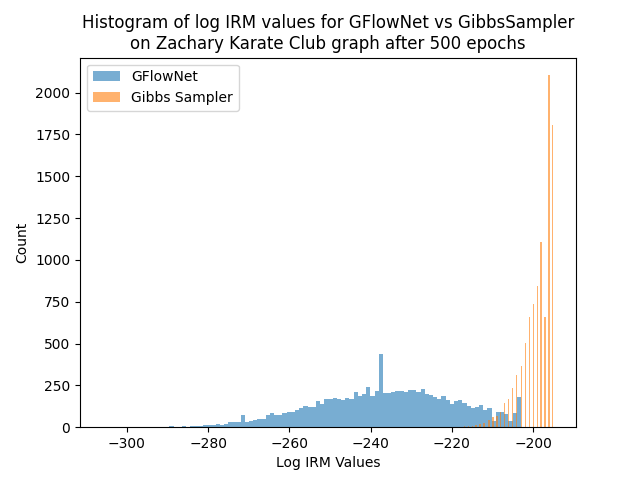 Histogram of log IRM values for GFlowNet vs GibbsSampler
on Zachary Karate Club graph after 500 epochs
GFlowNet
Gibbs Sampler
2000
1750
1500
1250
1000
750
500
250
0
Count
−300
−280
−260
−240
−220
−200
Log IRM Values